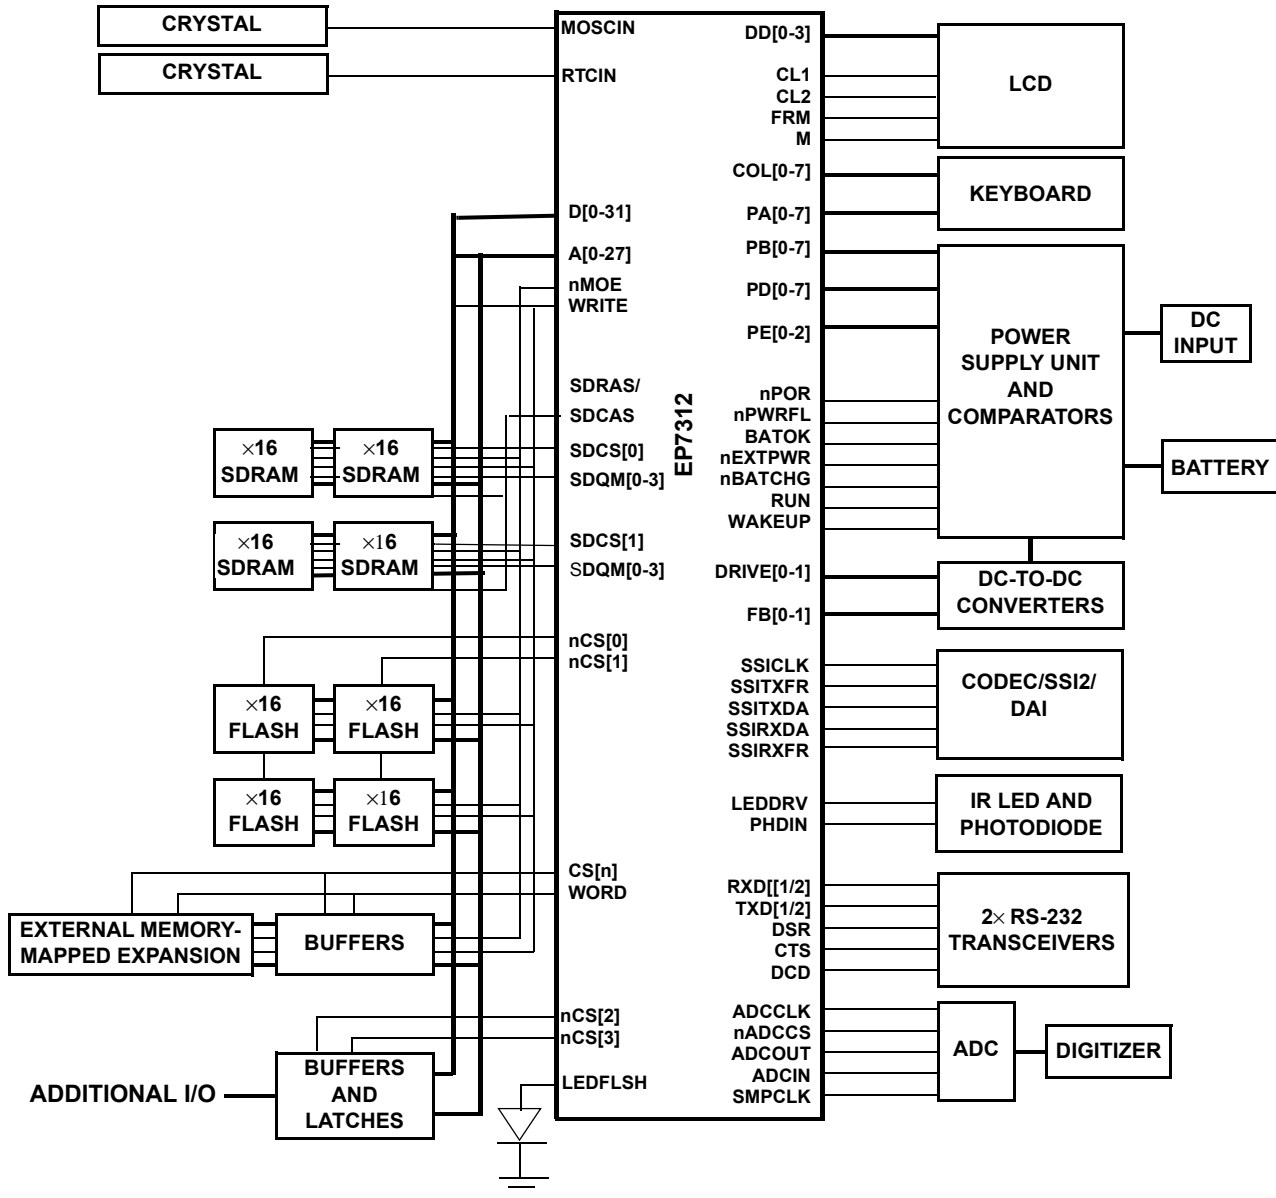 CRYSTAL
CRYSTAL
MOSCIN
RTCIN
D[0-31]
A[0-27]
nMOE
WRITE
SDRAS/
SDCAS
SDCS[0]
SDQM[0-3]
SDCS[1]
SDQM[0-3]
nCS[0]
nCS[1]
CS[n]
WORD
nCS[2]
nCS[3]
LEDFLSH
×16
SDRAM
×16
SDRAM
×16
SDRAM
×16
SDRAM
×16
FLASH
×16
FLASH
×16
FLASH
×16
FLASH
EXTERNAL MEMORY-
MAPPED EXPANSION
BUFFERS
ADDITIONAL I/O
BUFFERS
AND
LATCHES
EP7312
DD[0-3]
CL1
CL2
FRM
M
COL[0-7]
PA[0-7]
PB[0-7]
PD[0-7]
PE[0-2]
nPOR
nPWRFL
BATOK
nEXTPWR
nBATCHG
RUN
WAKEUP
DRIVE[0-1]
FB[0-1]
SSICLK
SSITXFR
SSITXDA
SSIRXDA
SSIRXFR
LEDDRV
PHDIN
RXD[[1/2]
TXD[1/2]
DSR
CTS
DCD
ADCCLK
nADCCS
ADCOUT
ADCIN
SMPCLK
LCD
KEYBOARD
POWER
SUPPLY UNIT
AND
COMPARATORS
DC
INPUT
BATTERY
DC-TO-DC
CONVERTERS
CODEC/SSI2/
DAI
IR LED AND
PHOTODIODE
2× RS-232
TRANSCEIVERS
ADC
DIGITIZER